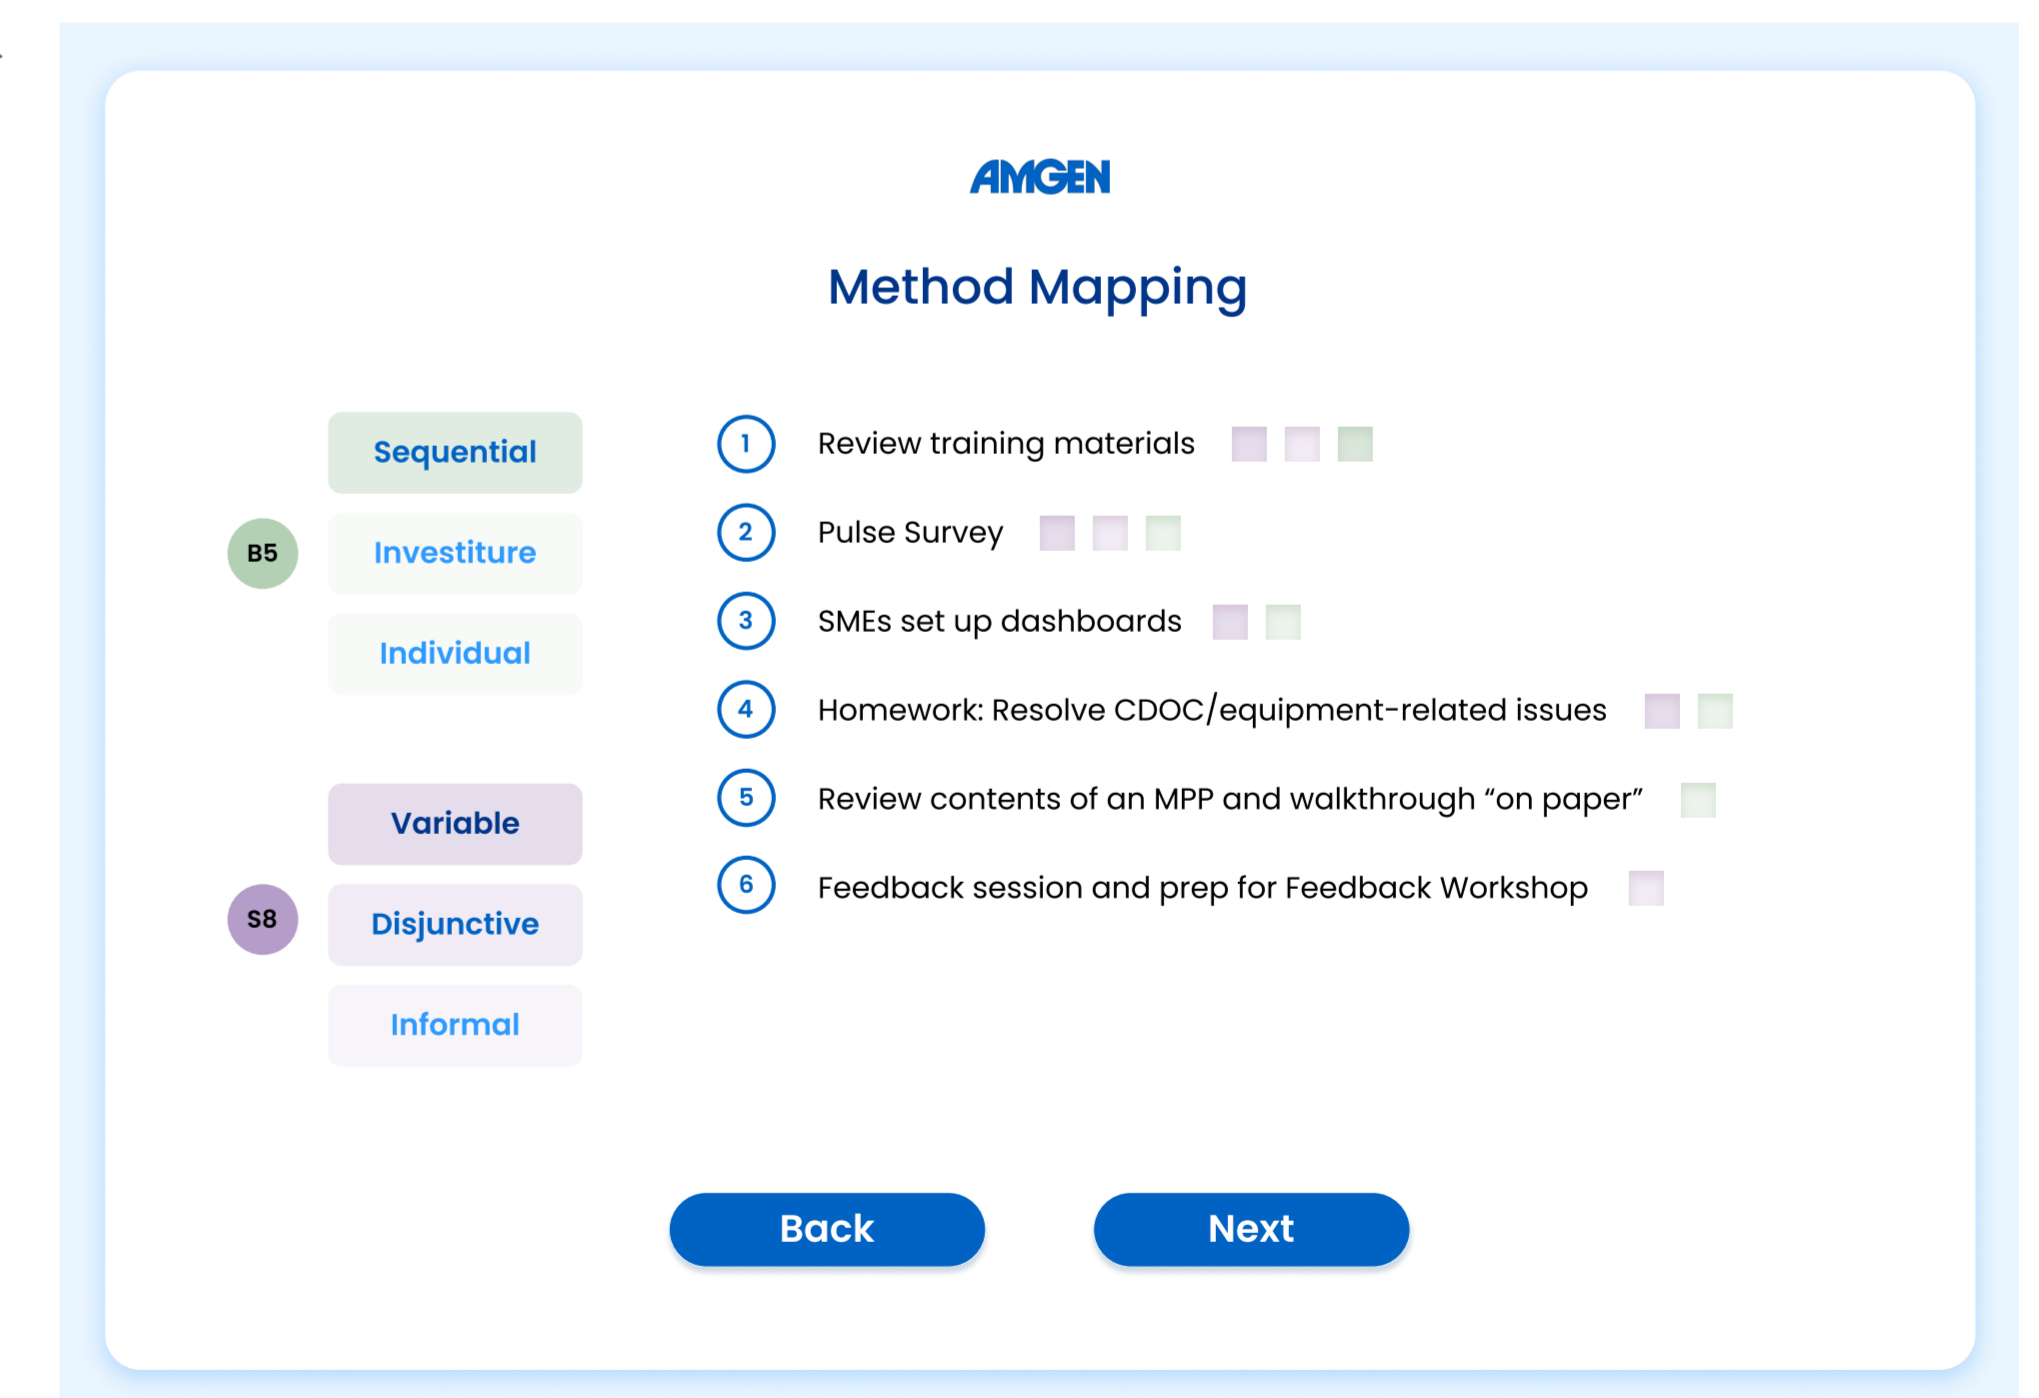 AMGEN
Method Mapping
B5
Sequential
Investiture
Individual
S8
Variable
Disjunctive
Informal
1 Review training materials
2 Pulse Survey
3 SMEs set up dashboards
4 Homework: Resolve CDOC/equipment-related issues
5 Review contents of an MPP and walkthrough “on paper”
6 Feedback session and prep for Feedback Workshop
Back Next